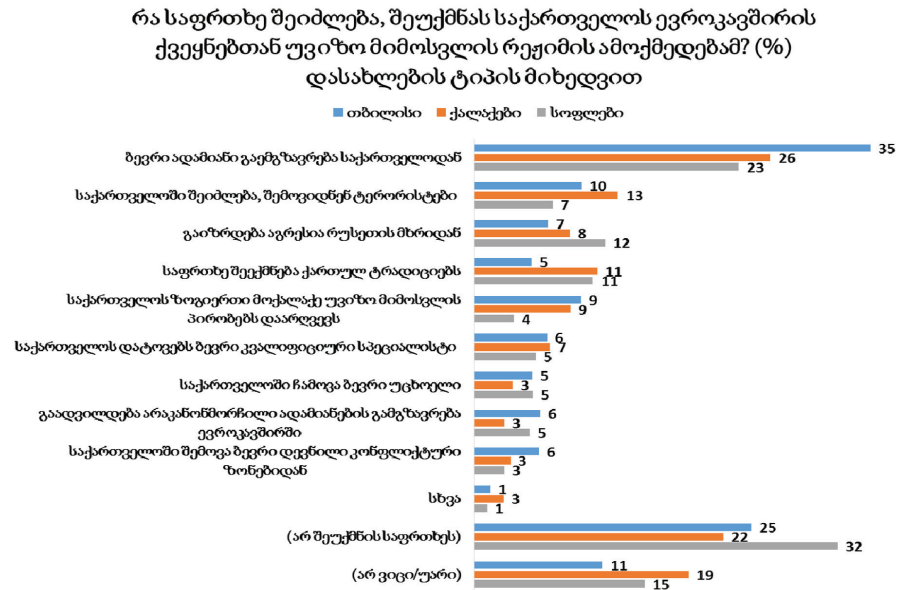 რა საფრთხე შეიძლება, შეუქმნას საქართველოს ევროკავშირის
ქვეყნებთან უვიზო მიმოსვლის რეჟიმის ამოქმედებამ? (%)
დასახლების ტიპის მიხედვით
თბილისი ქალაქები სოფლები
ბევრი ადამიანი გაემგზავრება საქართველოდან
35
26
23
საქართველოში შეიძლება, შემოვიდნენ ტერორისტები
10
13
7
გაიზრდება აგრესია რუსეთის მხრიდან
7
8
12
საფრთხე შეექმნება ქართულ ტრადიციებს
5
11
11
საქართველოს ზოგიერთი მოქალაქე უვიზო მიმოსვლის
პირობებს დაარღვევს
9
9
4
საქართველოს დატოვებს ბევრი კვალიფიციური სპეციალისტი
6
7
5
საქართველოში ჩამოვა ბევრი უცხოელი
5
3
5
გაადვილდება არაკანონმორჩილი ადამიანების გამგზავრება
ევროკავშირში
6
3
5
საქართველოში შემოვა ბევრი დევნილი კონფლიქტური
ზონებიდან
6
3
3
სხვა
1
3
1
(არ შეუქმნის საფრთხეს)
25
22
32
(არ ვიცი/უარი)
11
19
15